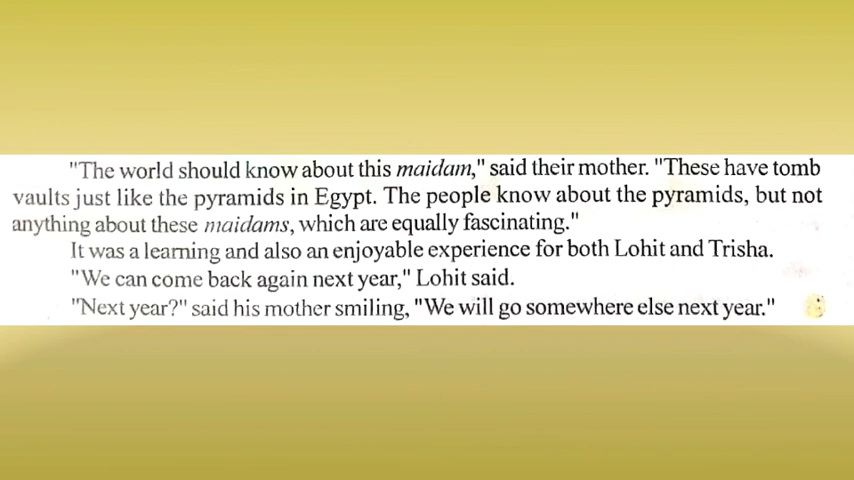 "The world should know about this maidam," said their mother. "These have tomb
vaults just like the pyramids in Egypt. The people know about the pyramids, but not
anything about these maidams, which are equally fascinating."
It was a learning and also an enjoyable experience for both Lohit and Trisha.
"We can come back again next year," Lohit said.
"Next year?" said his mother smiling, "We will go somewhere else next year."